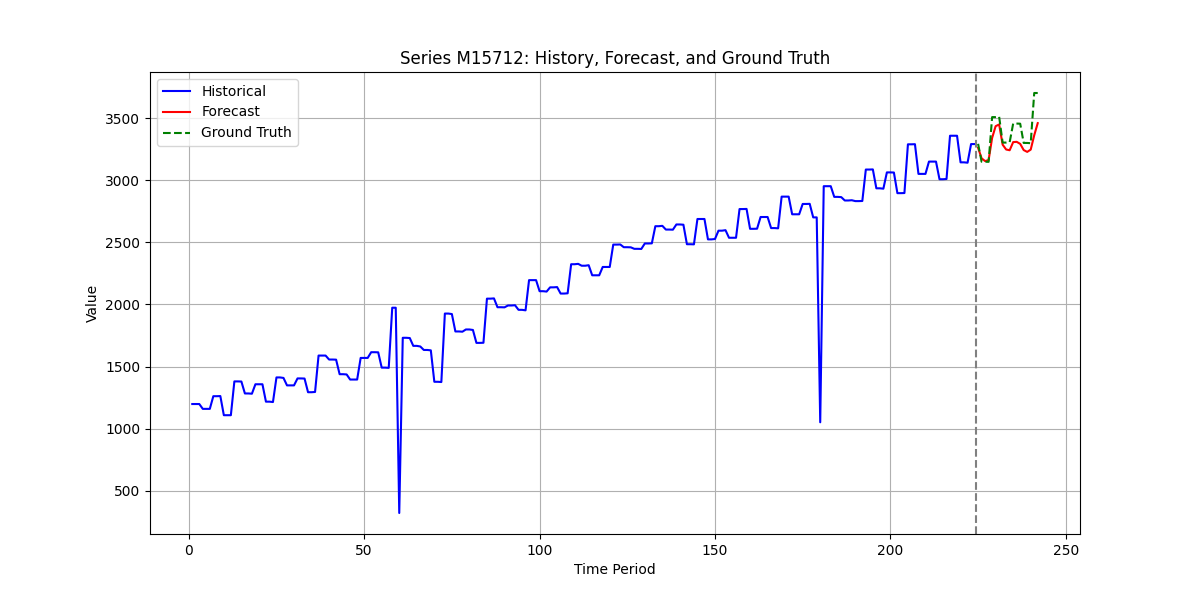 Series M15712: History, Forecast, and Ground Truth
Historical
Forecast
Ground Truth
Value
3500
3000
2500
2000
1500
1000
500
0
50
100
150
200
250
Time Period